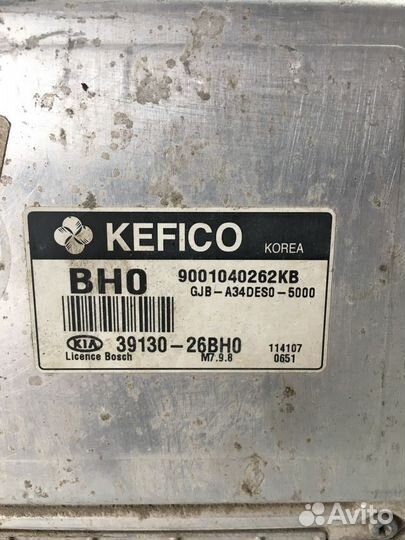 KEFICO KOREA
BH0 9001040262KB
GJB-A34DES0-5000
KIA 39130-26BH0 114107
Licence Bosch M7.9.8 0651
Avito